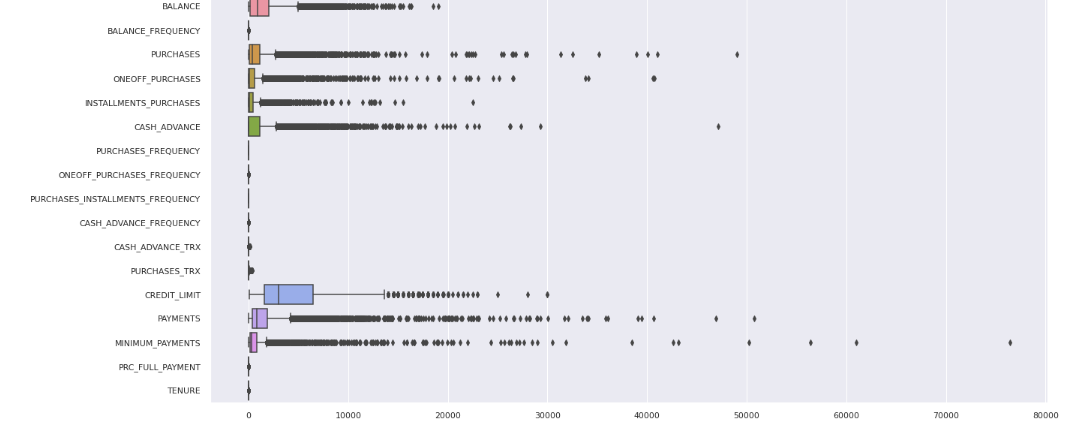 BALANCE
BALANCE_FREQUENCY
PURCHASES
ONEOFF_PURCHASES
INSTALLMENTS_PURCHASES
CASH_ADVANCE
PURCHASES_FREQUENCY
ONEOFF_PURCHASES_FREQUENCY
PURCHASES_INSTALLMENTS_FREQUENCY
CASH_ADVANCE_FREQUENCY
CASH_ADVANCE_TRX
PURCHASES_TRX
CREDIT_LIMIT
PAYMENTS
MINIMUM_PAYMENTS
PRC_FULL_PAYMENT
TENURE
0 10000 20000 30000 40000 50000 60000 70000 80000